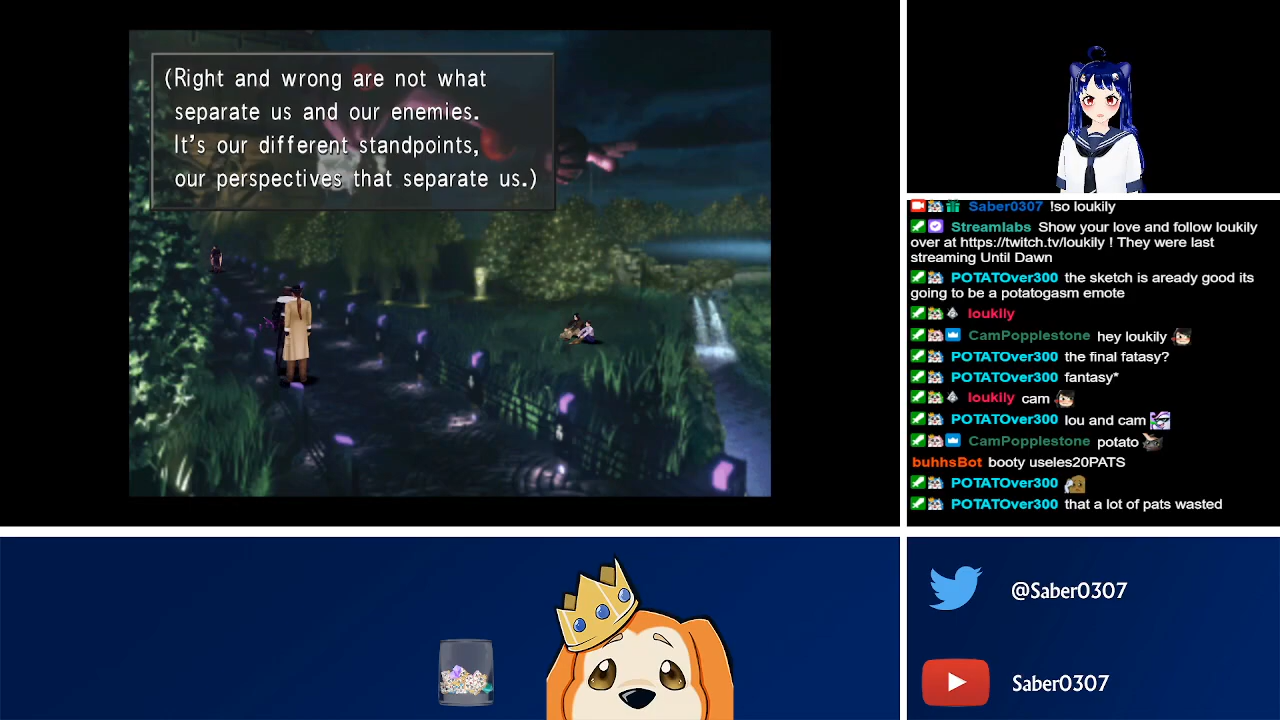 (Right and wrong are not what
separate us and our enemies.
It's our different standpoints,
our perspectives that separate us.)
Saber0307 !so loukily
Streamlabs Show your love and follow loukily
over at https://twitch.tv/loukily ! They were last
streaming Until Dawn
POTATOver300 the sketch is aready good its
going to be a potatogasm emote
loukily
CamPopplestone hey loukily
POTATOver300 the final fatasy?
POTATOver300 fantasy*
loukily cam
POTATOver300 lou and cam
CamPopplestone potato
buhhsBot booty useles20PATS
POTATOver300
POTATOver300 that a lot of pats wasted
@Saber0307
Saber0307